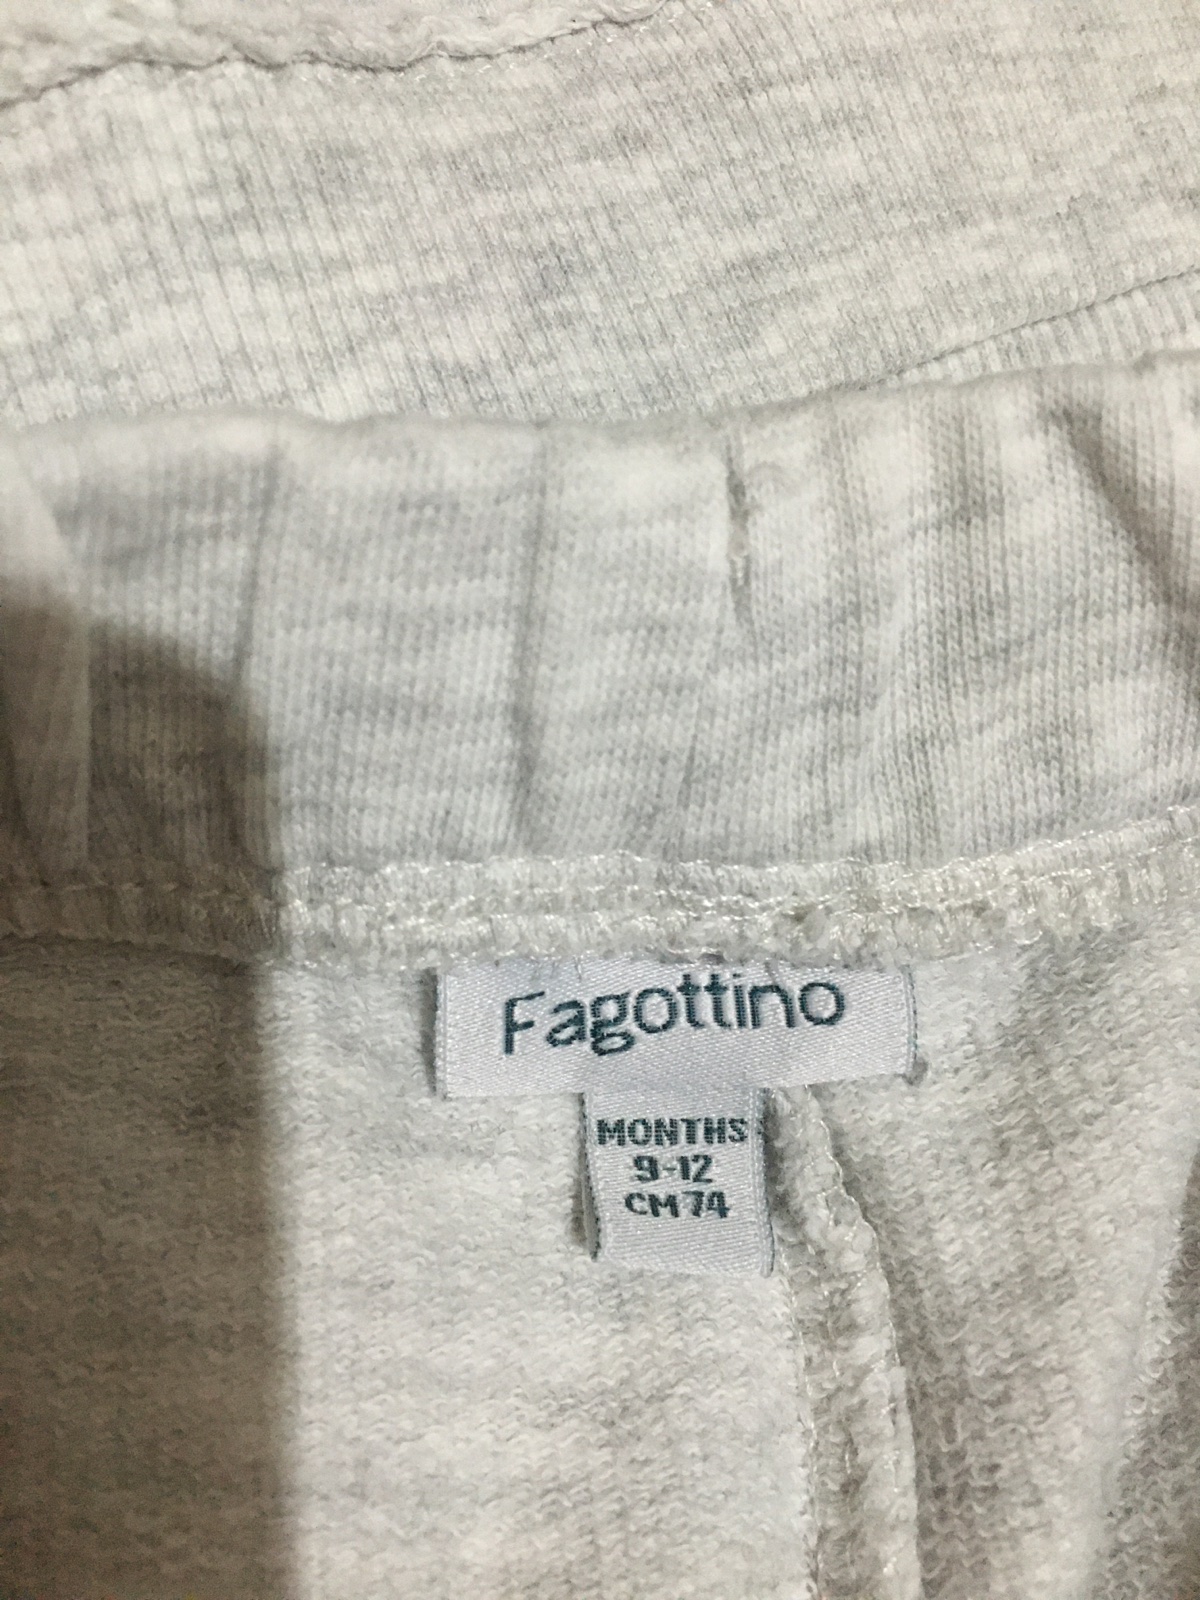 Fagottino
MONTHS
9-12
CM 74